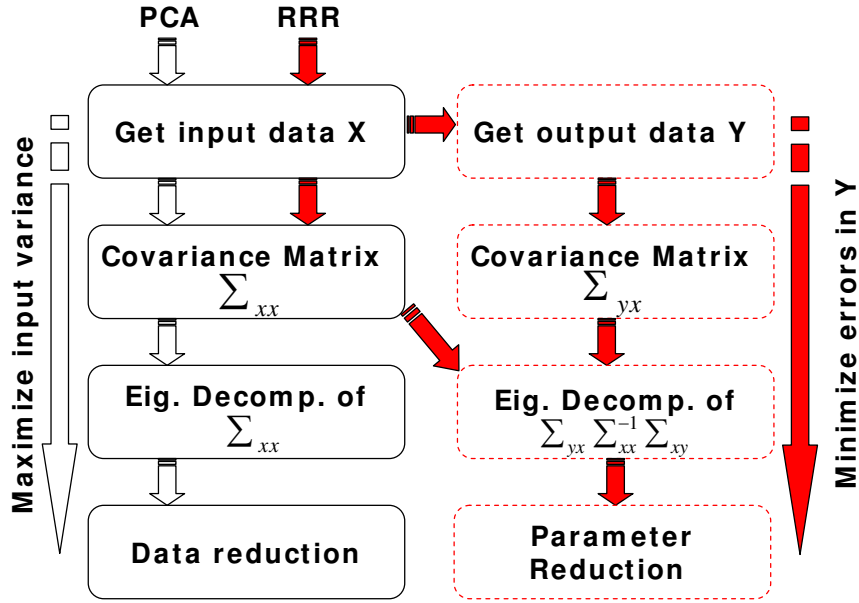 PCA RRR
Get input data X
Get output data Y
Covariance Matrix
∑xx
Covariance Matrix
∑yx
Eig. Decomp. of
∑xx
Eig. Decomp. of
∑yx ∑xx⁻¹ ∑xy
Data reduction
Parameter
Reduction
Maximize input variance
Minimize errors in Y